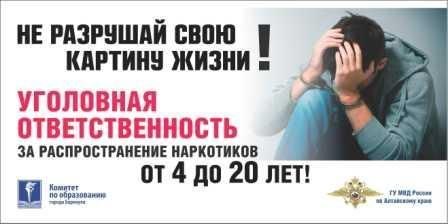 НЕ РАЗРУШАЙ СВОЮ
КАРТИНУ ЖИЗНИ!
УГОЛОВНАЯ
ОТВЕТСТВЕННОСТЬ
ЗА РАСПРОСТРАНЕНИЕ НАРКОТИКОВ
ОТ 4 ДО 20 ЛЕТ!
Комитет
по образованию
города Барнаула
ГУ МВД России
по Алтайскому краю